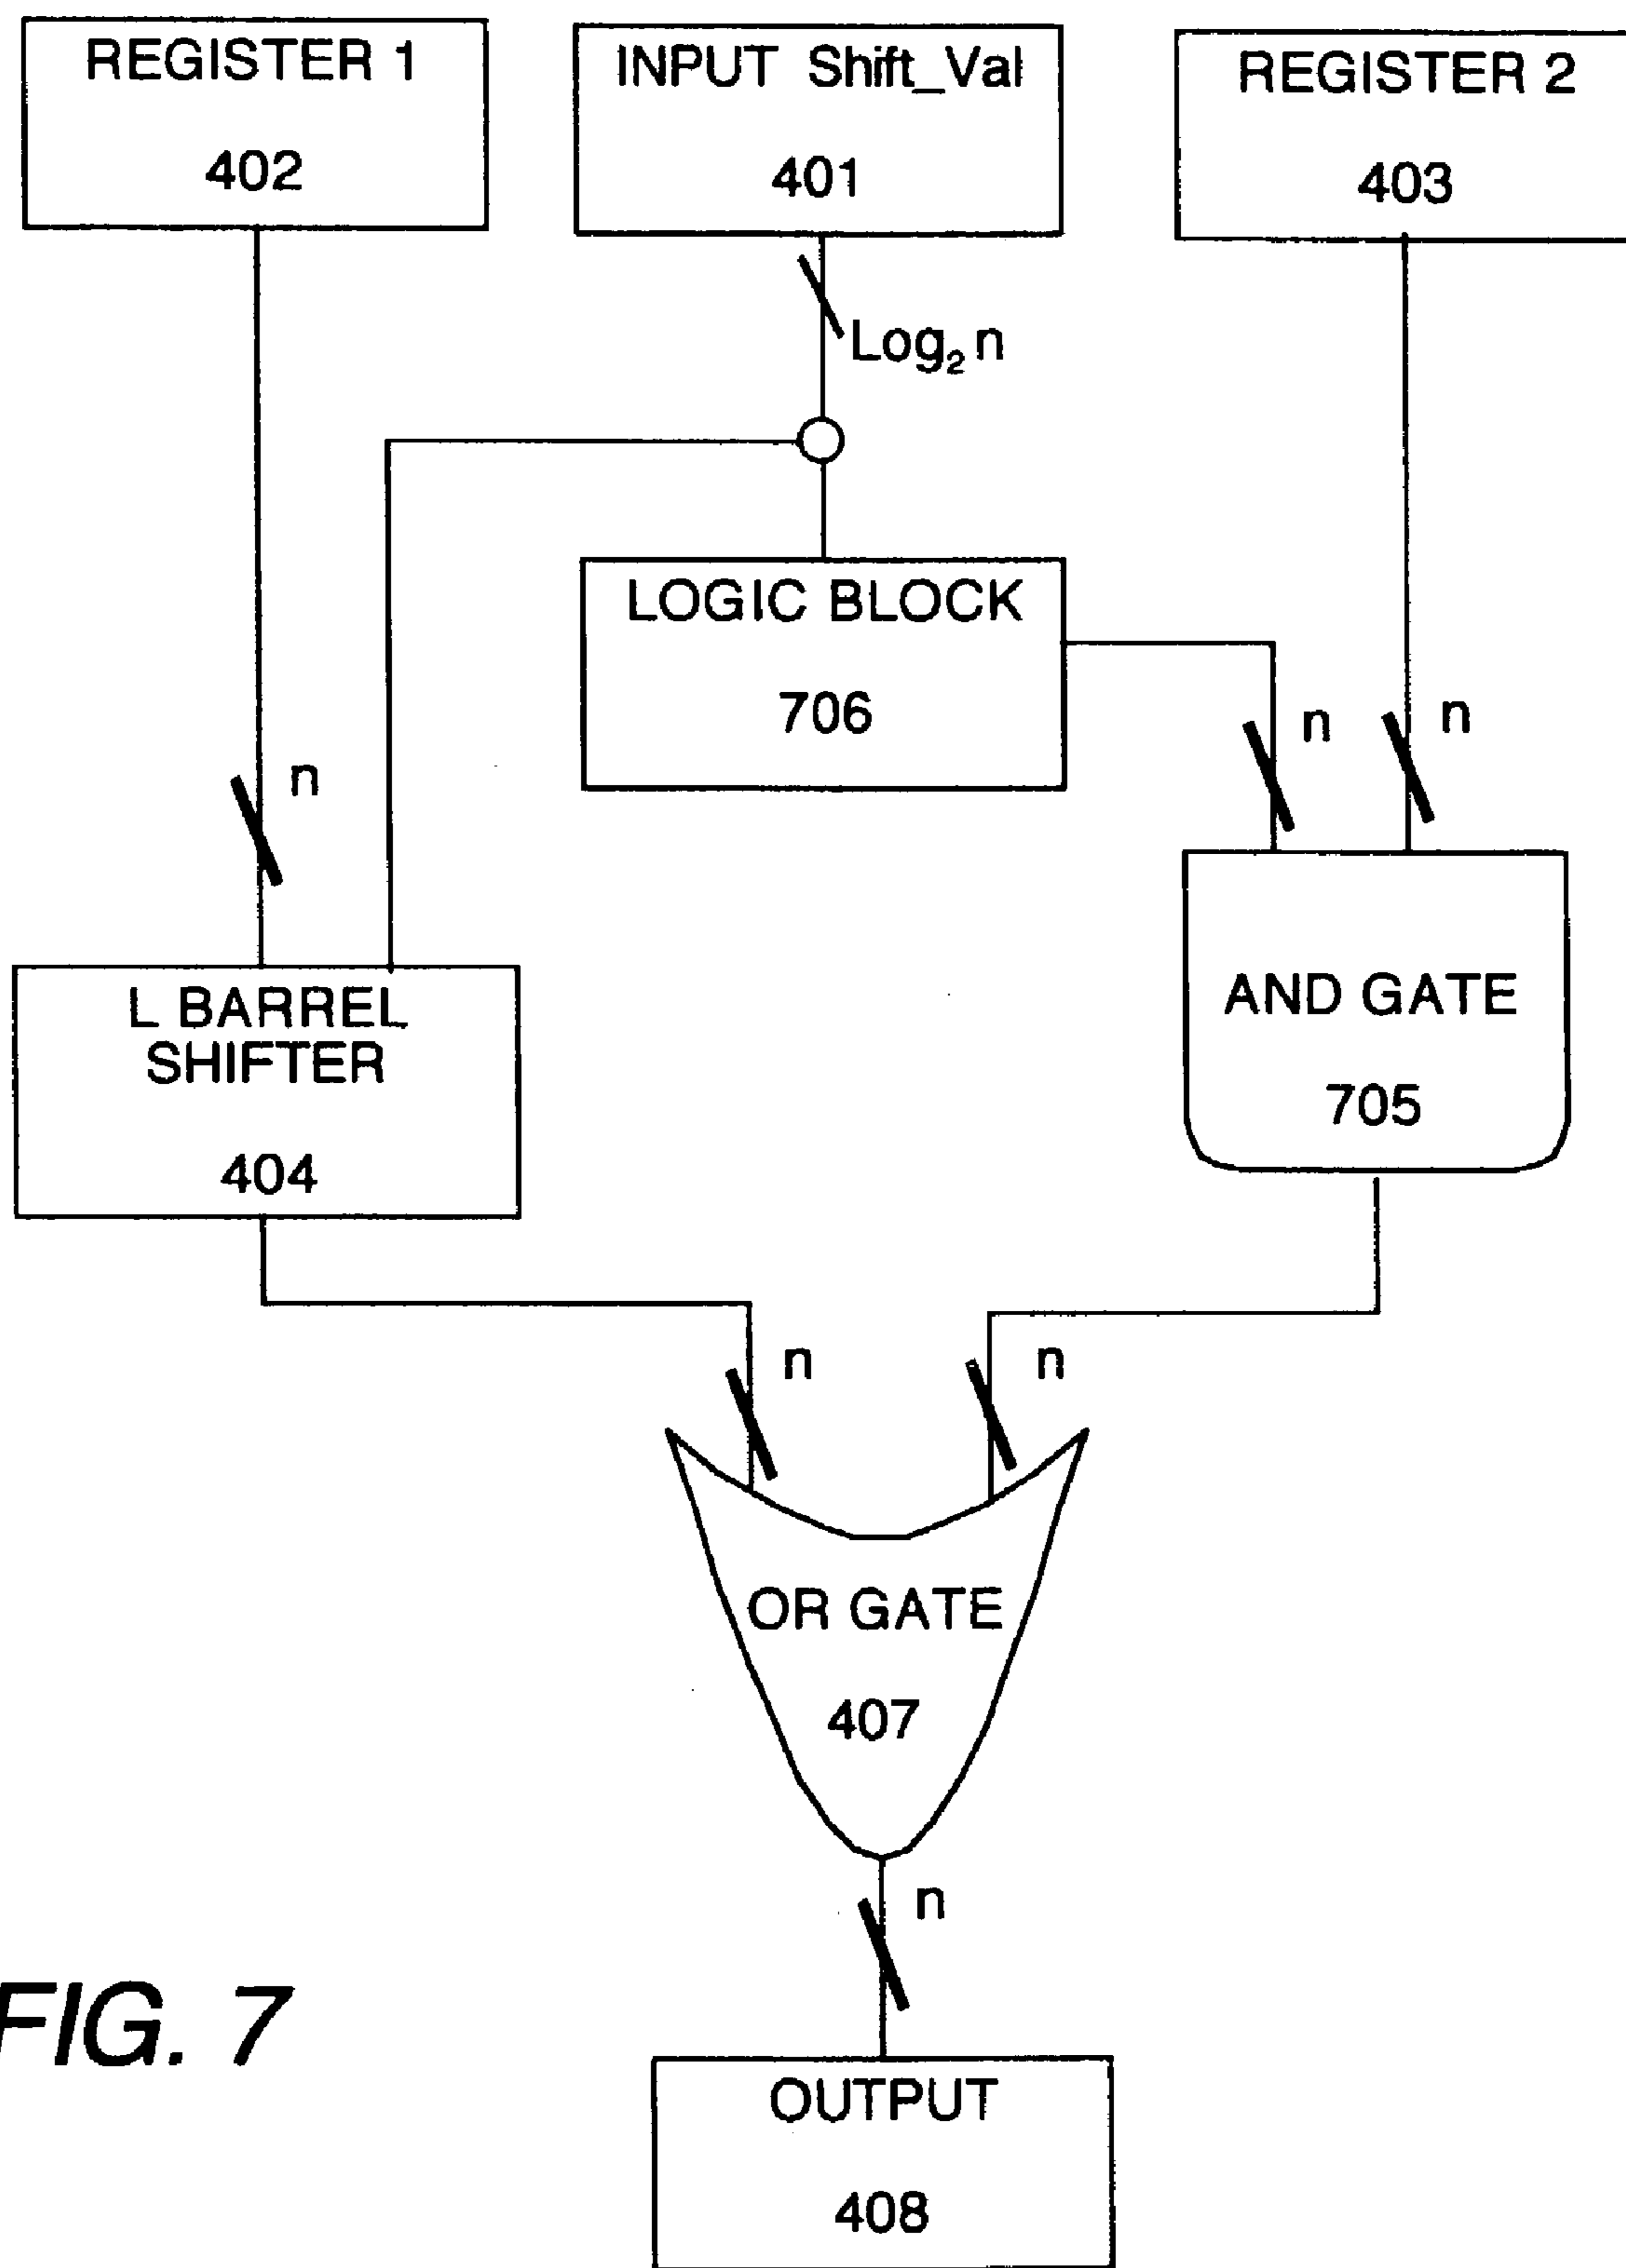 REGISTER 1
402
INPUT Shift_Val
401
REGISTER 2
403
Log₂ n
LOGIC BLOCK
706
n
n
n
L BARREL
SHIFTER
404
AND GATE
705
n
n
OR GATE
407
n
FIG. 7
OUTPUT
408